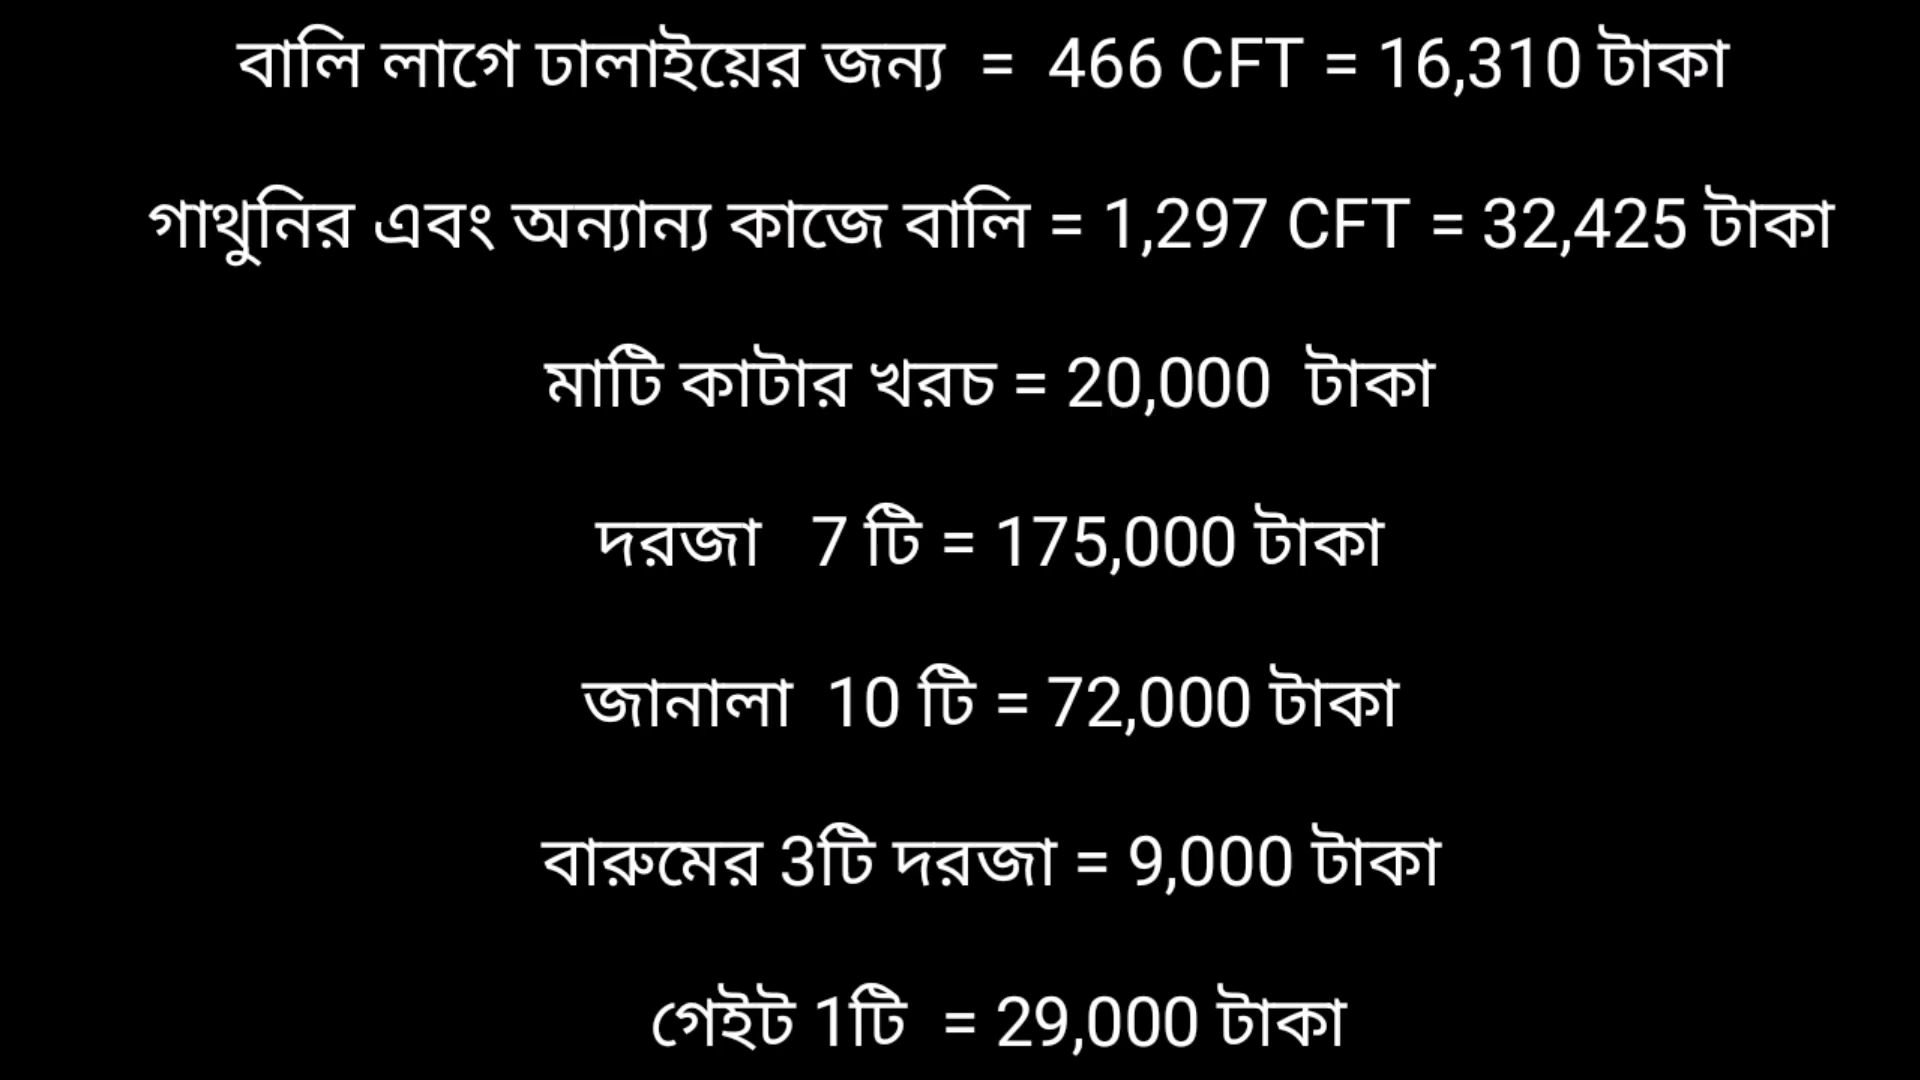 বালি লাগে ঢালাইয়ের জন্য = 466 CFT = 16,310 টাকা
গাথুনির এবং অন্যান্য কাজে বালি = 1,297 CFT = 32,425 টাকা
মাটি কাটার খরচ = 20,000 টাকা
দরজা 7 টি = 175,000 টাকা
জানালা 10 টি = 72,000 টাকা
বারুমের 3টি দরজা = 9,000 টাকা
গেইট 1টি = 29,000 টাকা